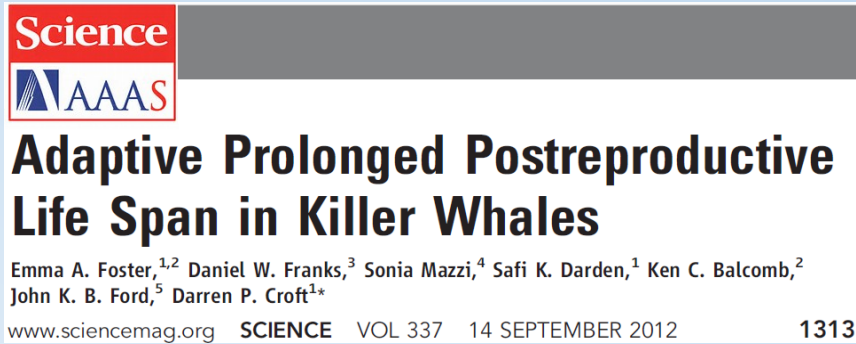 Science
AAAS
Adaptive Prolonged Postreproductive
Life Span in Killer Whales
Emma A. Foster,1,2 Daniel W. Franks,3 Sonia Mazzi,4 Safi K. Darden,1 Ken C. Balcomb,2
John K. B. Ford,5 Darren P. Croft1*
www.sciencemag.org SCIENCE VOL 337 14 SEPTEMBER 2012 1313